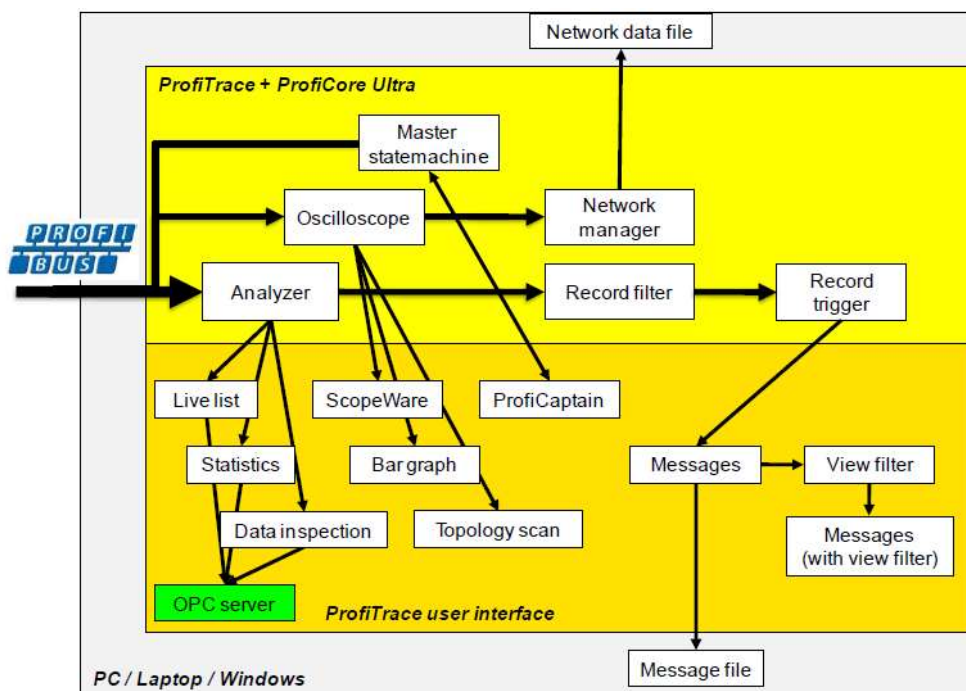 Network data file
ProfiTrace + ProfiCore Ultra
Master
statemachine
Oscilloscope
Network
manager
PROFI
BUS
Analyzer
Record filter
Record
trigger
Live list
ScopeWare
ProfiCaptain
Statistics
Bar graph
Messages
View filter
Data inspection
Topology scan
Messages
(with view filter)
OPC server
ProfiTrace user interface
Message file
PC / Laptop / Windows